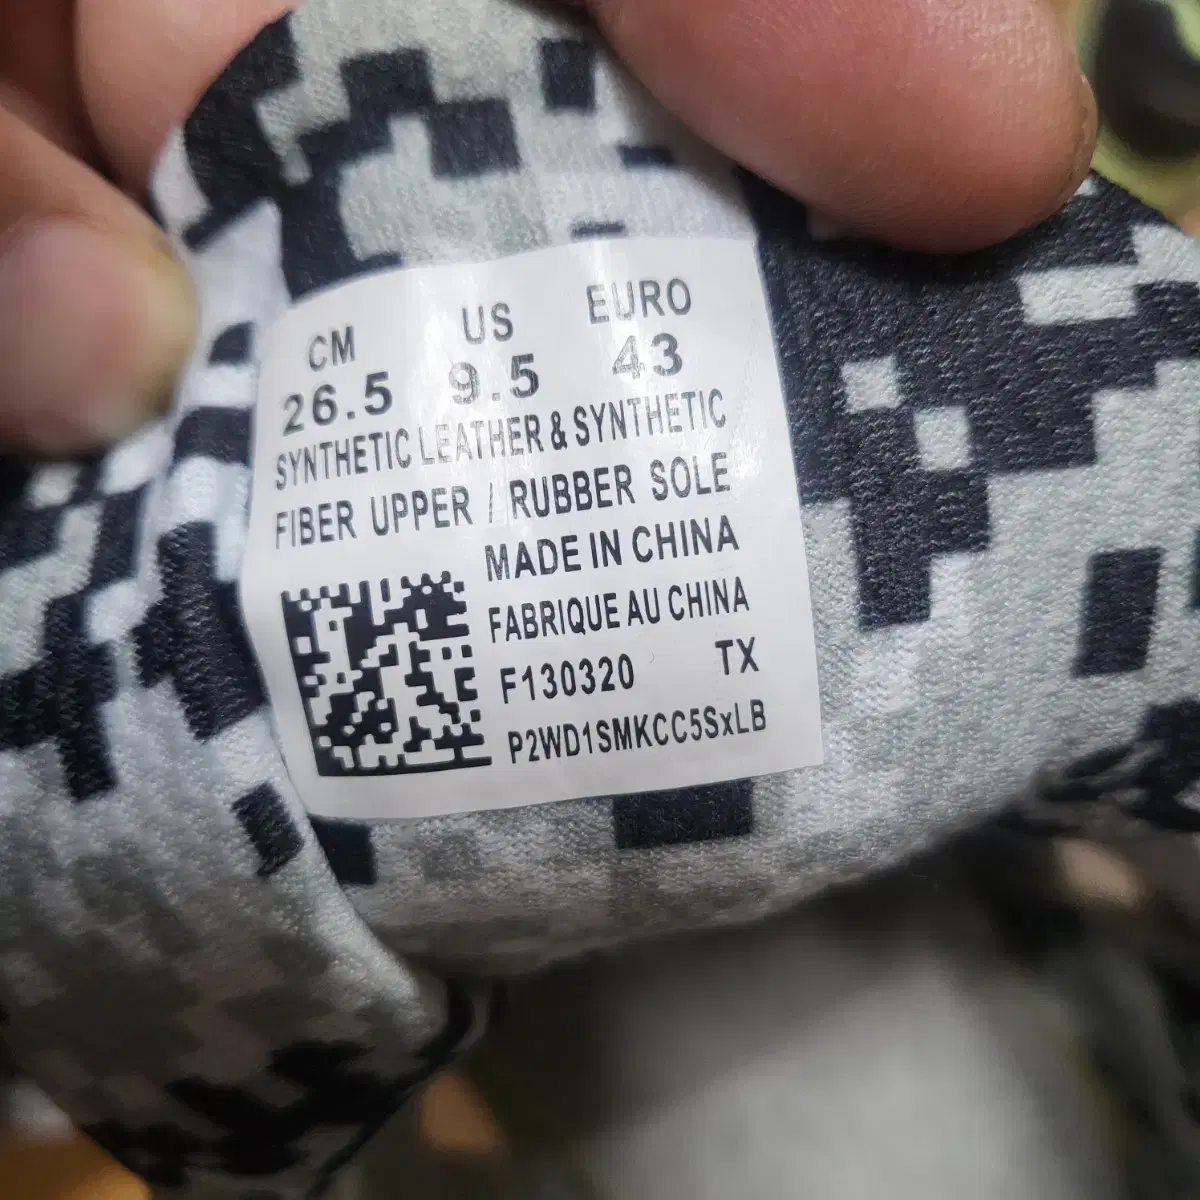 CM US EURO
26.5 9.5 43
SYNTHETIC LEATHER & SYNTHETIC
FIBER UPPER / RUBBER SOLE
MADE IN CHINA
FABRIQUE AU CHINA
F130320 TX
P2WD1SMKCC5SxLB